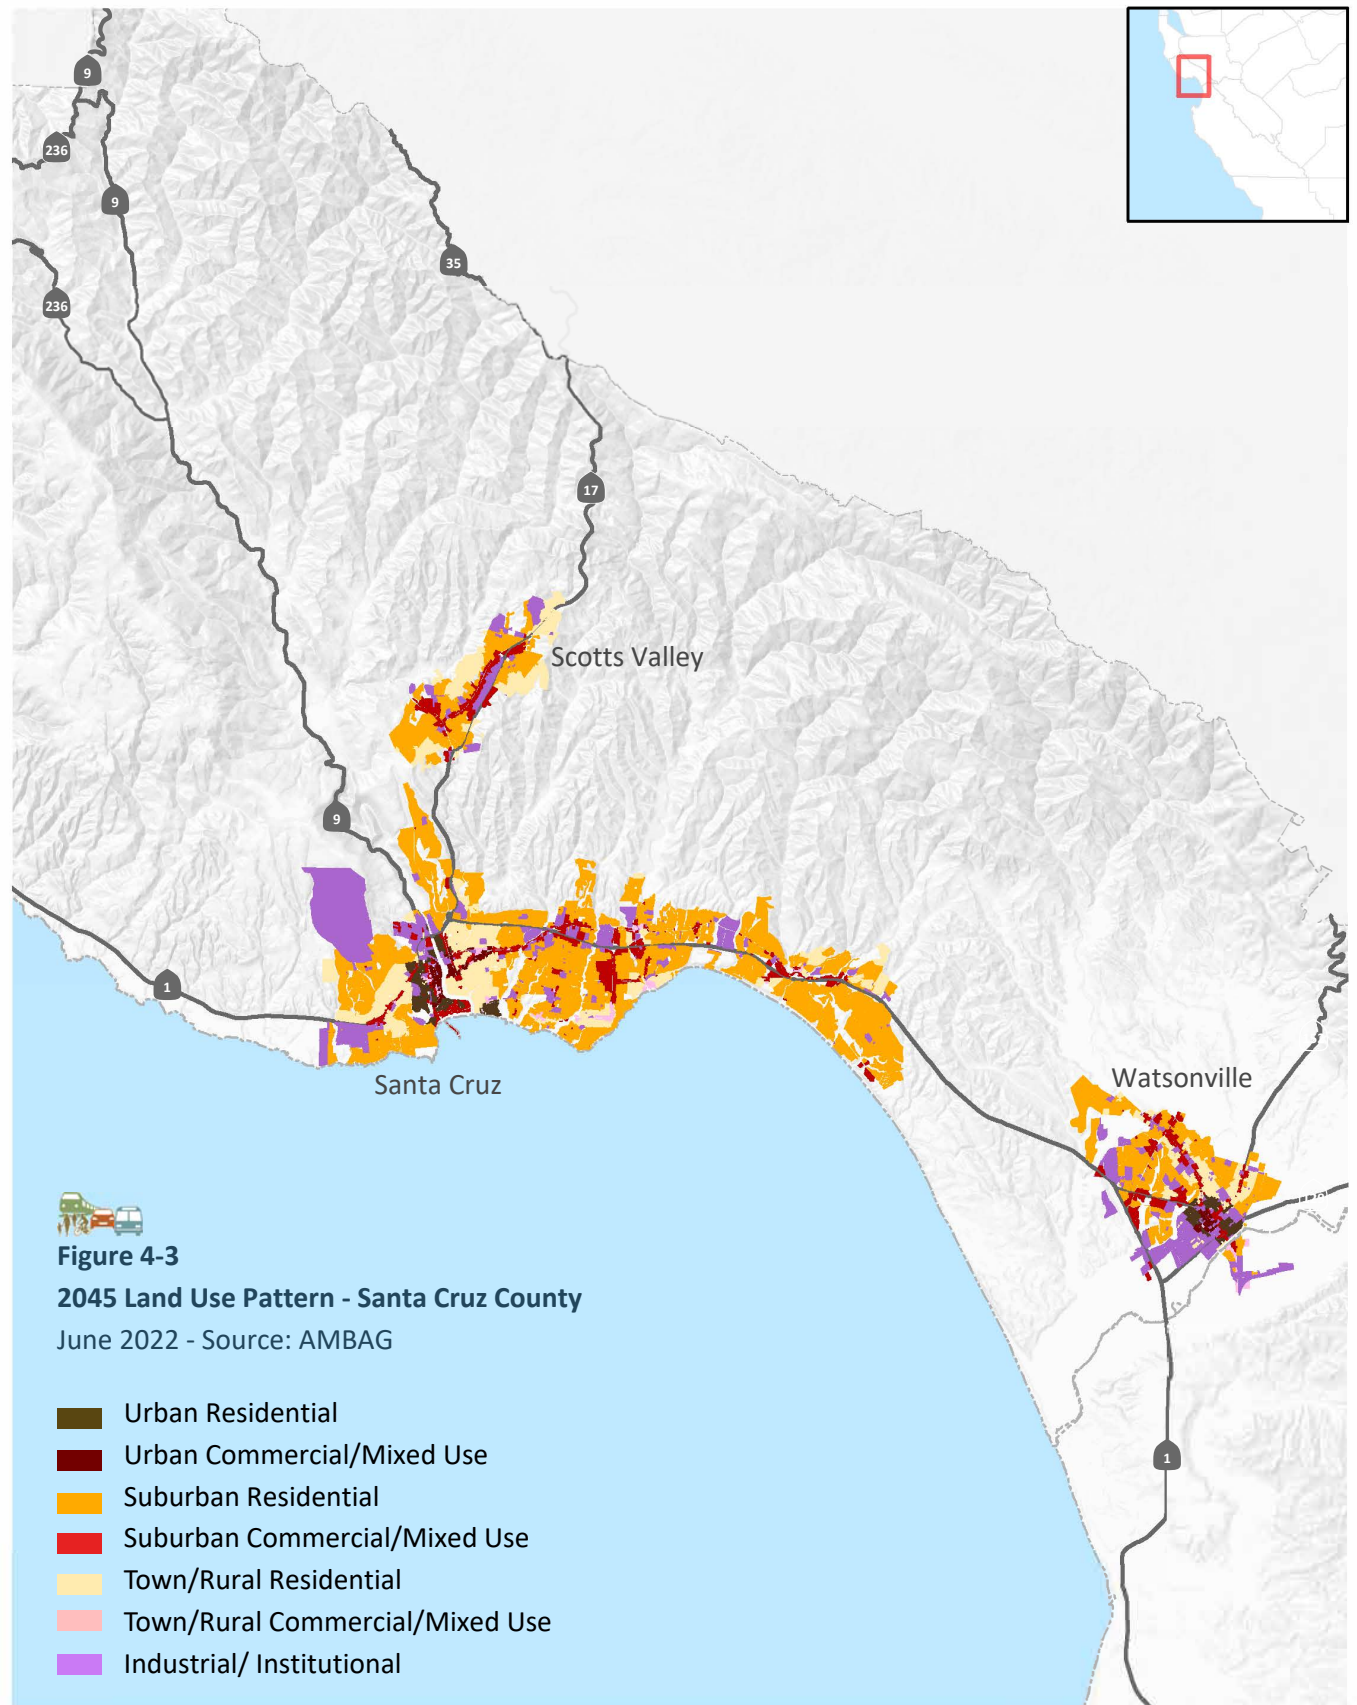 9
236
9
35
236
17
Scotts Valley
9
1
Santa Cruz
Watsonville
1
Figure 4-3
2045 Land Use Pattern - Santa Cruz County
June 2022 - Source: AMBAG
Urban Residential
Urban Commercial/Mixed Use
Suburban Residential
Suburban Commercial/Mixed Use
Town/Rural Residential
Town/Rural Commercial/Mixed Use
Industrial/ Institutional